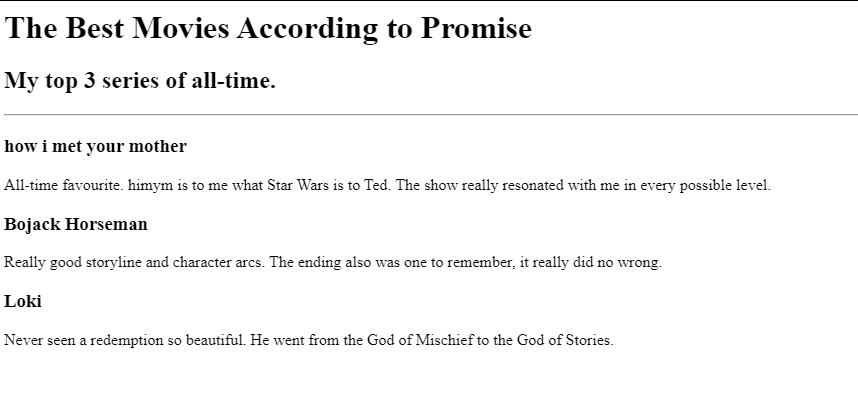 The Best Movies According to Promise
My top 3 series of all-time.
how i met your mother
All-time favourite. himym is to me what Star Wars is to Ted. The show really resonated with me in every possible level.
Bojack Horseman
Really good storyline and character arcs. The ending also was one to remember, it really did no wrong.
Loki
Never seen a redemption so beautiful. He went from the God of Mischief to the God of Stories.